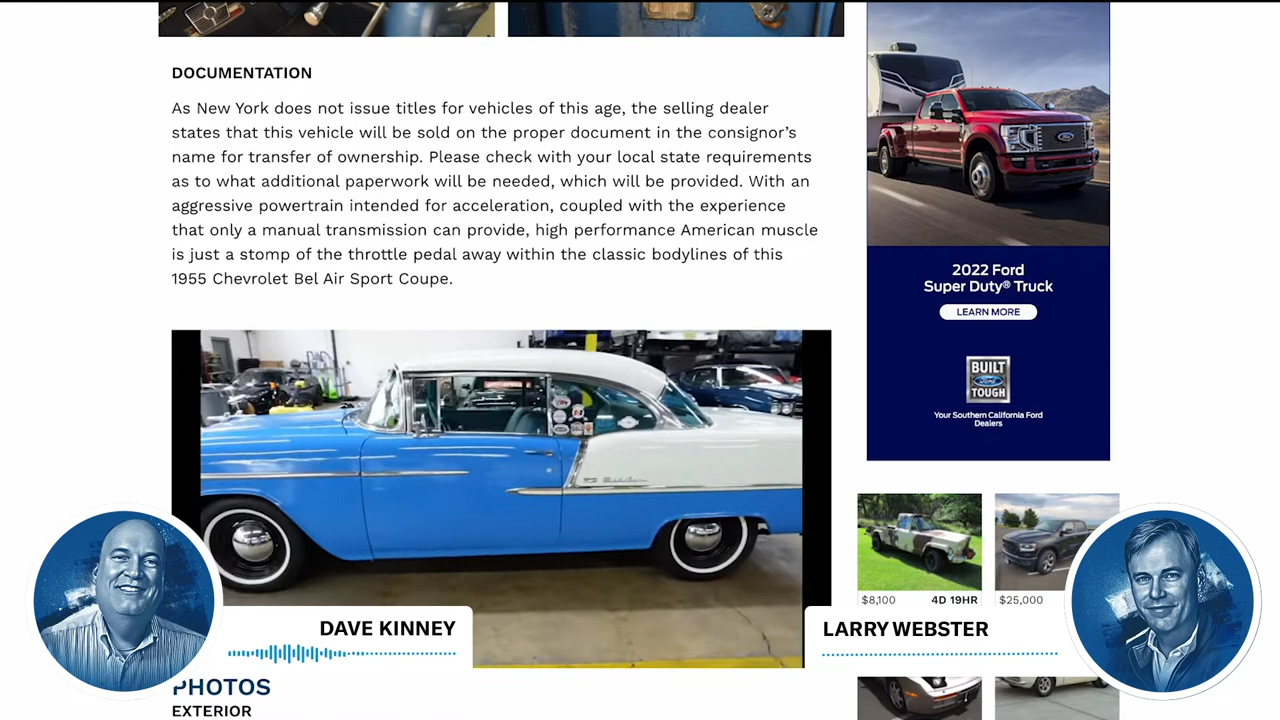 DOCUMENTATION
As New York does not issue titles for vehicles of this age, the selling dealer
states that this vehicle will be sold on the proper document in the consignor’s
name for transfer of ownership. Please check with your local state requirements
as to what additional paperwork will be needed, which will be provided. With an
aggressive powertrain intended for acceleration, coupled with the experience
that only a manual transmission can provide, high performance American muscle
is just a stomp of the throttle pedal away within the classic bodylines of this
1955 Chevrolet Bel Air Sport Coupe.
2022 Ford
Super Duty® Truck
LEARN MORE
BUILT
Ford
TOUGH
Your Southern California Ford
Dealers
$8,100 4D 19HR
$25,000
DAVE KINNEY
LARRY WEBSTER
PHOTOS
EXTERIOR